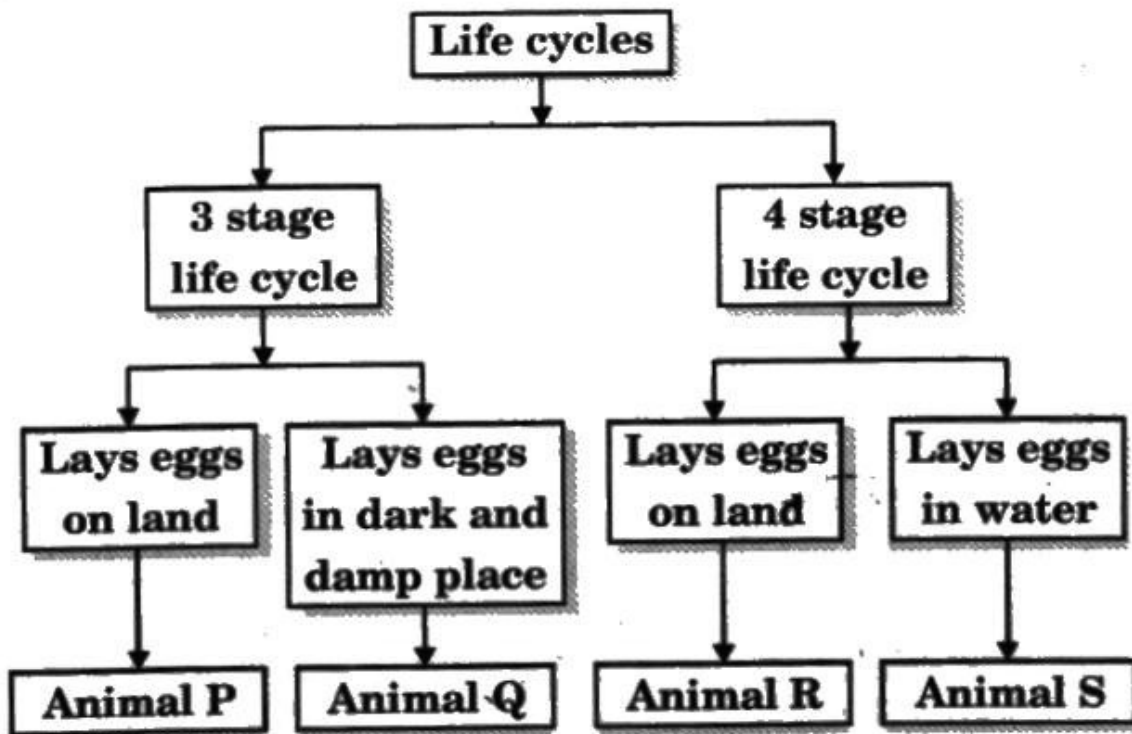 Life cycles
3 stage
life cycle
4 stage
life cycle
Lays eggs
on land
Lays eggs
in dark and
damp place
Lays eggs
on land
Lays eggs
in water
Animal P
Animal Q
Animal R
Animal S